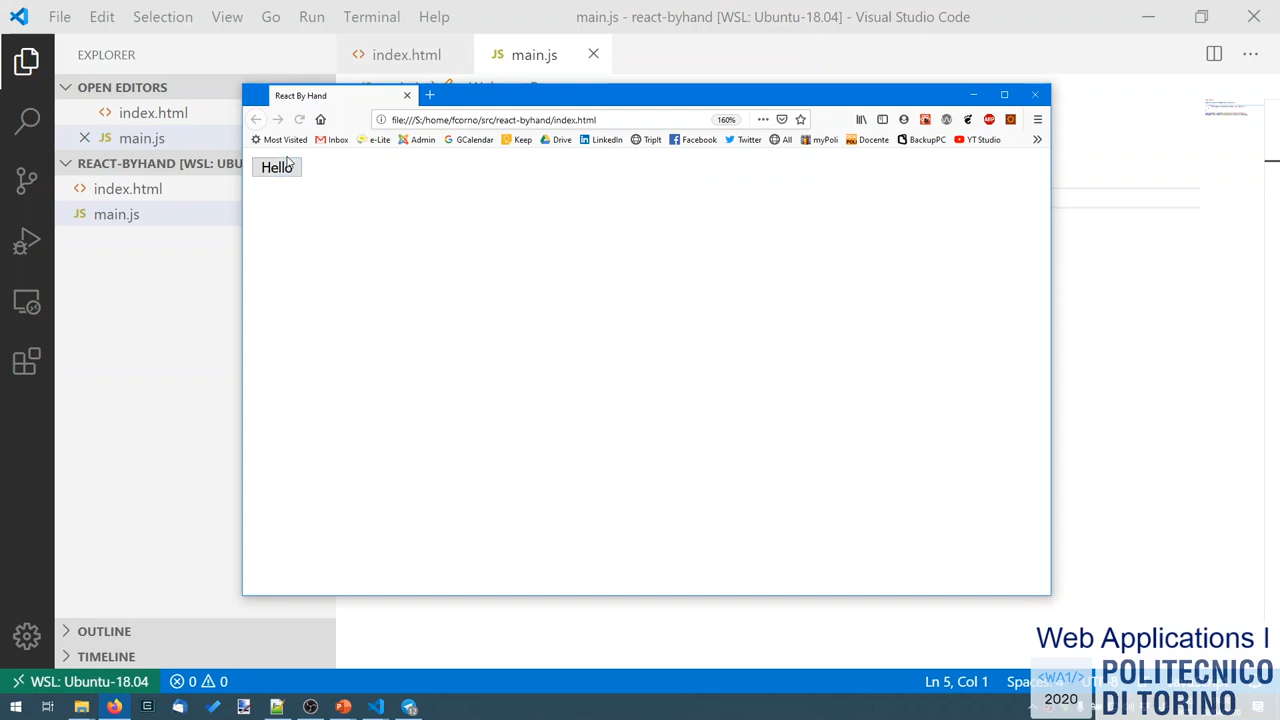 File Edit Selection View Go Run Terminal Help main.js - react-byhand [WSL: Ubuntu-18.04] - Visual Studio Code
EXPLORER
index.html
JS main.js
OPEN EDITORS
index.html
main.js
REACT-BYHAND [WSL: UBU
index.html
JS main.js
React By Hand
file:///S:/home/fcorno/src/react-byhand/index.html 160%
Most Visited Inbox e-Lite Admin GCalendar Keep Drive LinkedIn TripIt Facebook Twitter All myPoli Docente BackupPC YT Studio
Hello
OUTLINE
TIMELINE
WSL: Ubuntu-18.04 0 0 Ln 5, Col 1
Web Applications I
<WA1/>
2020
POLITECNICO
DI TORINO